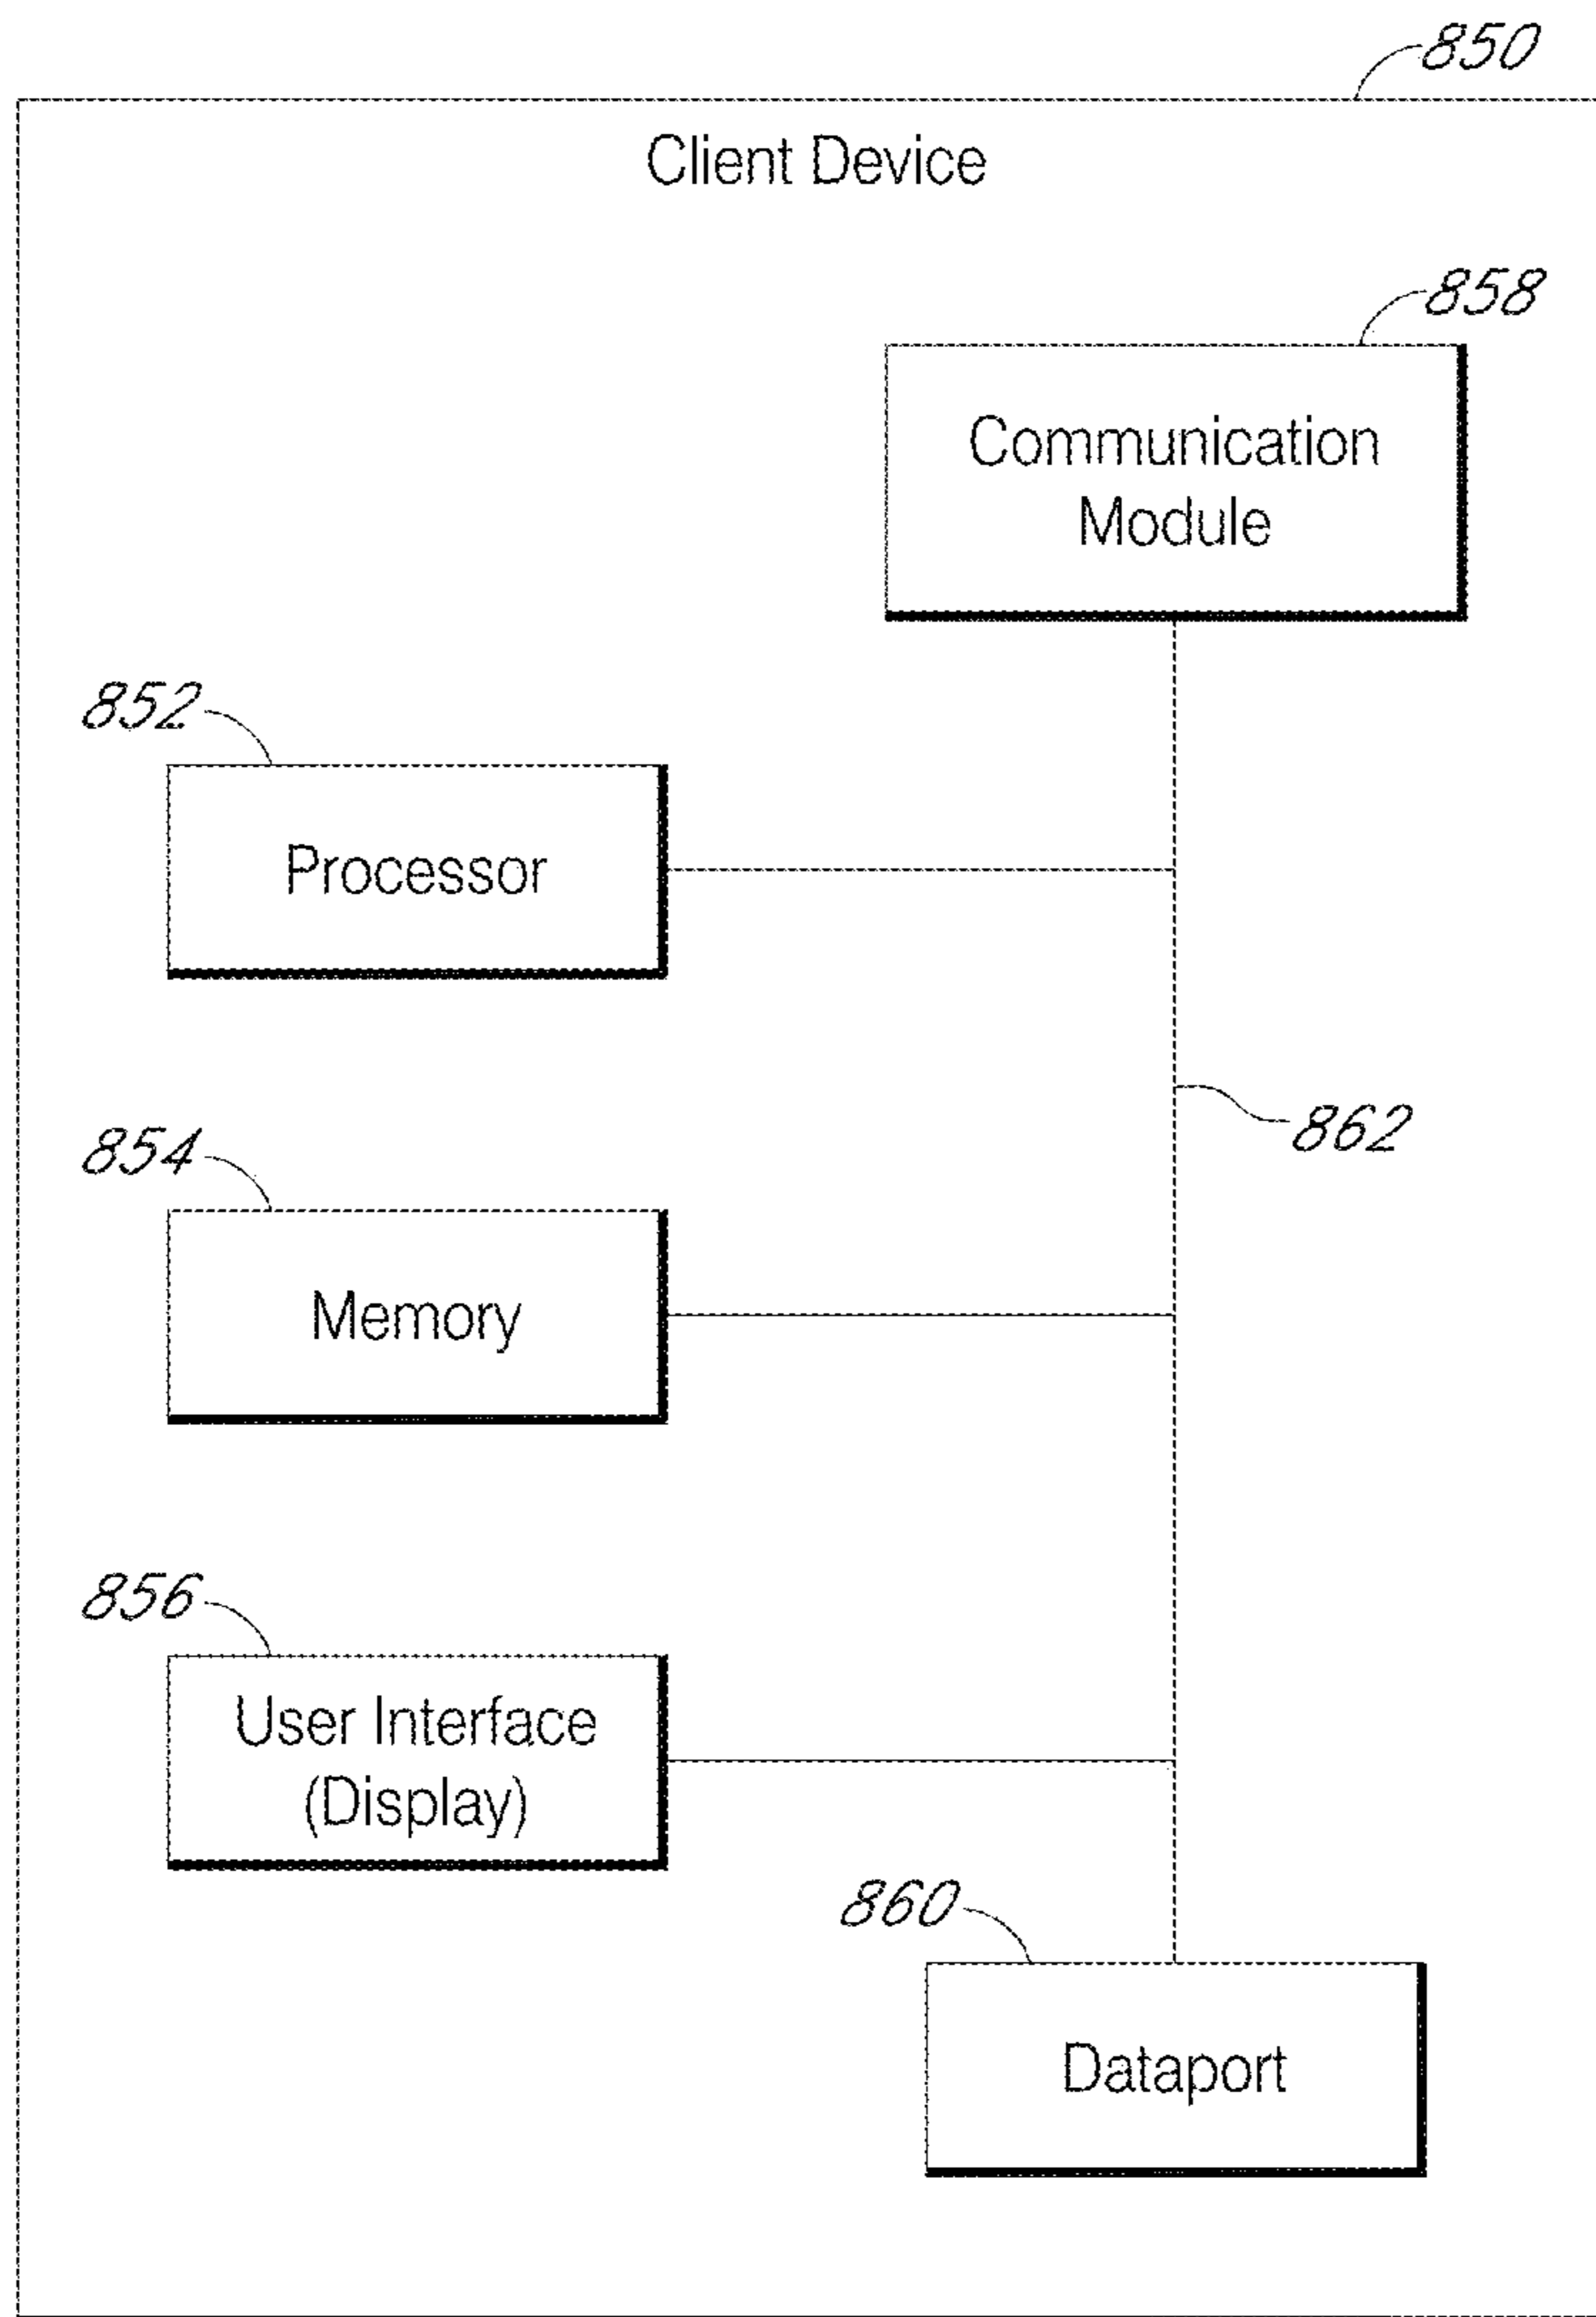 850
Client Device
858
Communication
Module
852
Processor
862
854
Memory
856
User Interface
(Display)
860
Dataport